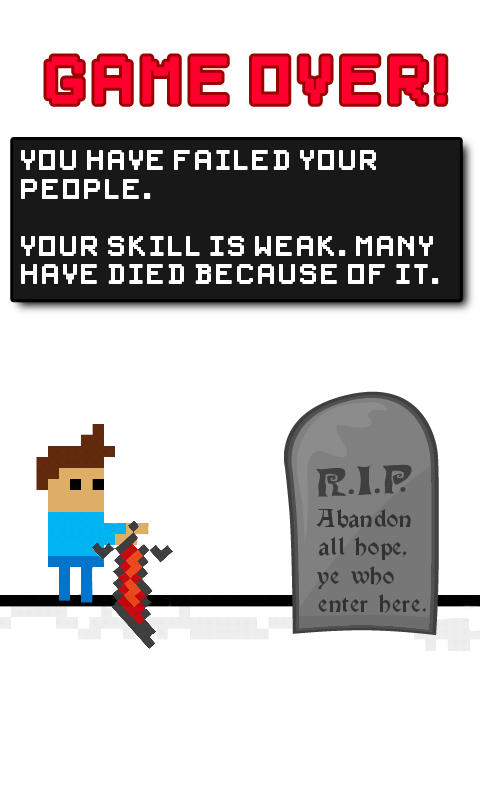 GAME OVER!
YOU HAVE FAILED YOUR
PEOPLE.
YOUR SKILL IS WEAK. MANY
HAVE DIED BECAUSE OF IT.
R.I.P.
Abandon
all hope,
ye who
enter here.